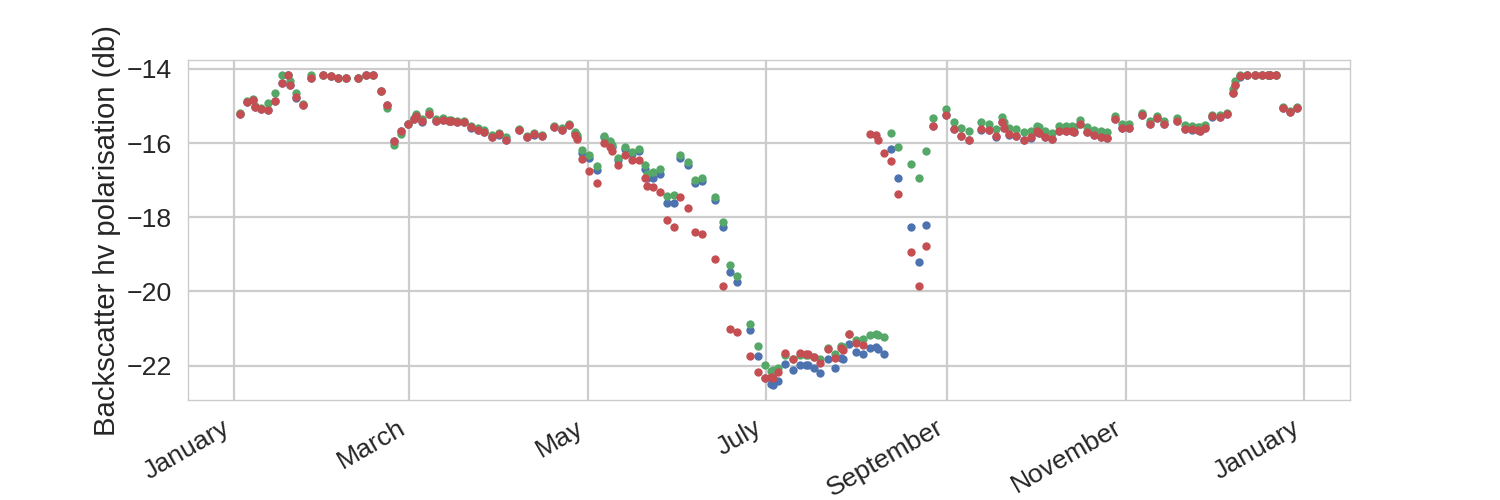 Backscatter hv polarisation (db)
−14
−16
−18
−20
−22
January
March
May
July
September
November
January